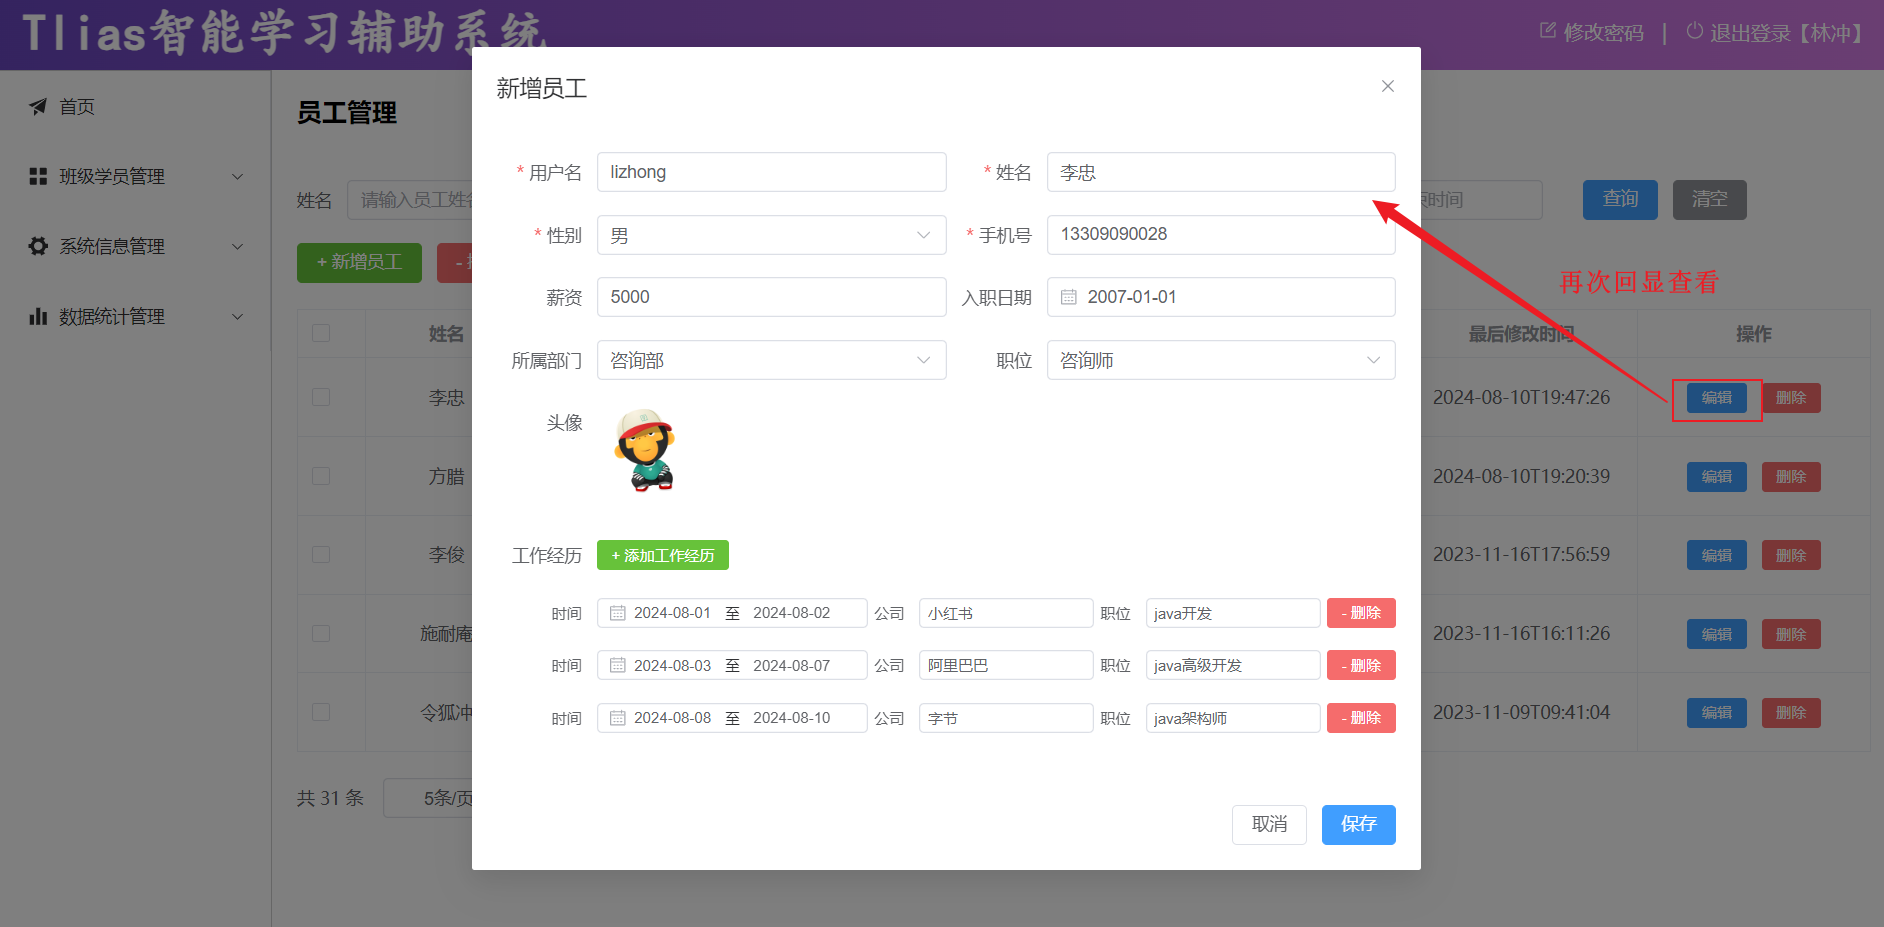 Tlias智能学习辅助系统
修改密码 | 退出登录【林冲】
首页
班级学员管理
系统信息管理
数据统计管理
员工管理
姓名 请输入员工姓名
时间 查询 清空
+ 新增员工 -
姓名 最后修改时间 操作
李忠 2024-08-10T19:47:26 编辑 删除
方腊 2024-08-10T19:20:39 编辑 删除
李俊 2023-11-16T17:56:59 编辑 删除
施耐庵 2023-11-16T16:11:26 编辑 删除
令狐冲 2023-11-09T09:41:04 编辑 删除
共 31 条 5条/页
再次回显查看
新增员工
* 用户名 lizhong * 姓名 李忠
* 性别 男 * 手机号 13309090028
薪资 5000 入职日期 2007-01-01
所属部门 咨询部 职位 咨询师
头像
工作经历 + 添加工作经历
时间 2024-08-01 至 2024-08-02 公司 小红书 职位 java开发 - 删除
时间 2024-08-03 至 2024-08-07 公司 阿里巴巴 职位 java高级开发 - 删除
时间 2024-08-08 至 2024-08-10 公司 字节 职位 java架构师 - 删除
取消 保存